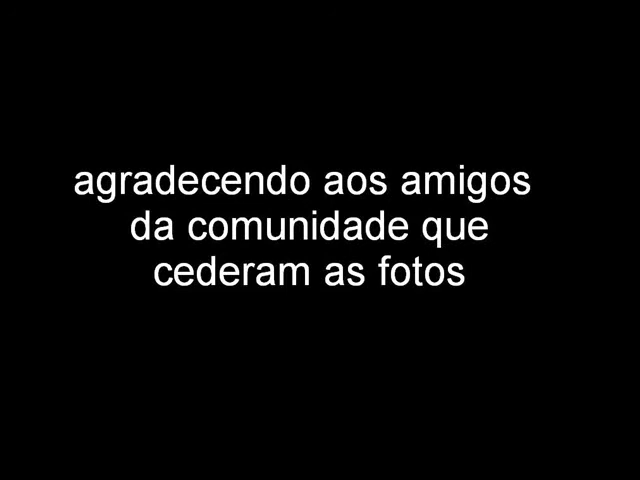 agradecendo aos amigos
da comunidade que
cederam as fotos